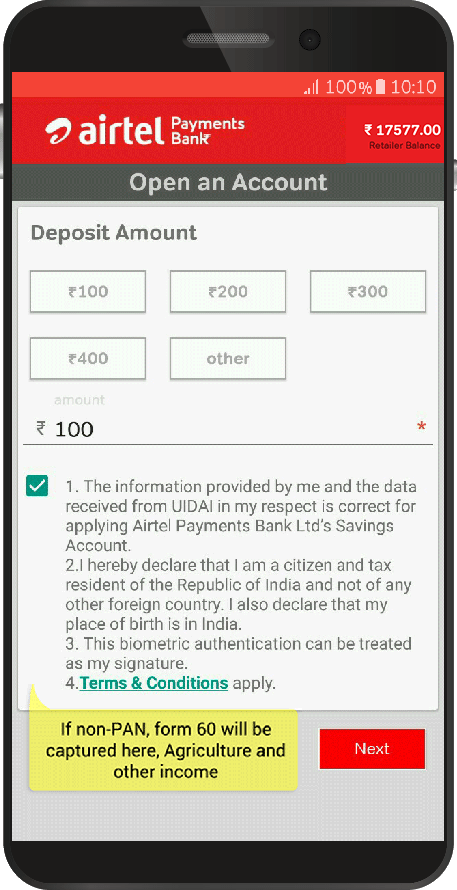 100% 10:10
airtel Payments Bank
₹ 17577.00
Retailer Balance
Open an Account
Deposit Amount
₹100 ₹200 ₹300
₹400 other
amount
₹ 100 *
1. The information provided by me and the data
received from UIDAI in my respect is correct for
applying Airtel Payments Bank Ltd's Savings
Account.
2.I hereby declare that I am a citizen and tax
resident of the Republic of India and not of any
other foreign country. I also declare that my
place of birth is in India.
3. This biometric authentication can be treated
as my signature.
4.Terms & Conditions apply.
If non-PAN, form 60 will be
captured here, Agriculture and
other income
Next